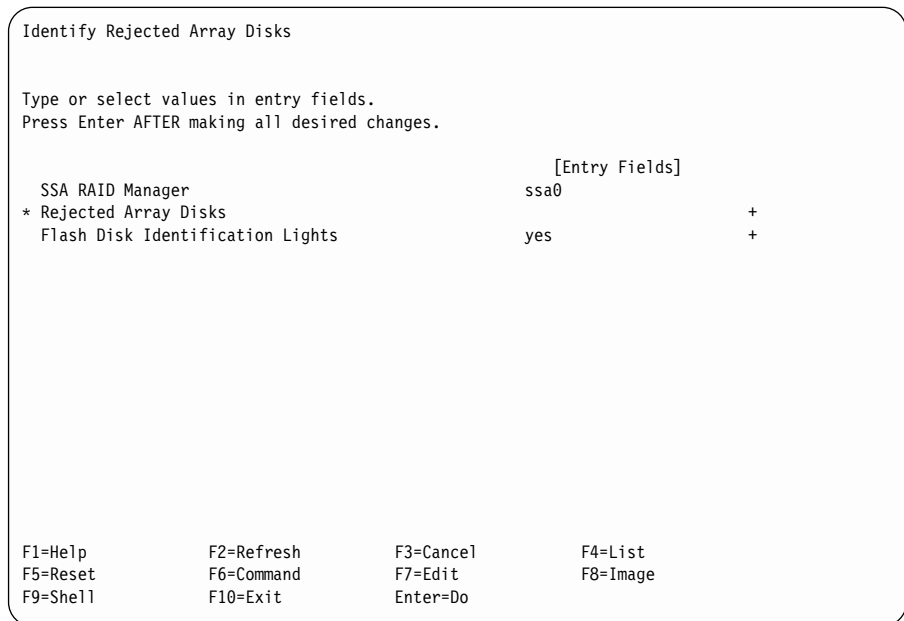 Identify Rejected Array Disks
Type or select values in entry fields.
Press Enter AFTER making all desired changes.
[Entry Fields]
SSA RAID Manager ssa0
* Rejected Array Disks +
Flash Disk Identification Lights yes +
F1=Help F2=Refresh F3=Cancel F4=List
F5=Reset F6=Command F7=Edit F8=Image
F9=Shell F10=Exit Enter=Do